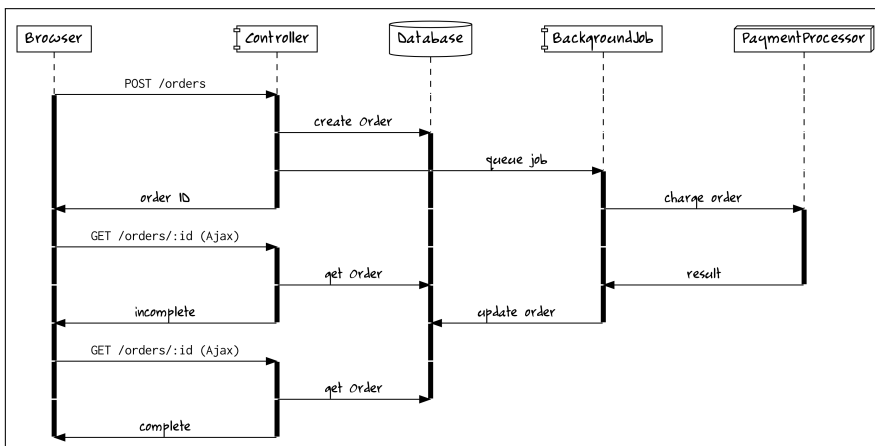 Browser
Controller
Database
BackgroundJob
PaymentProcessor
POST /orders
create Order
queue job
order ID
charge order
GET /orders/:id (Ajax)
get Order
result
incomplete
update order
GET /orders/:id (Ajax)
get Order
complete